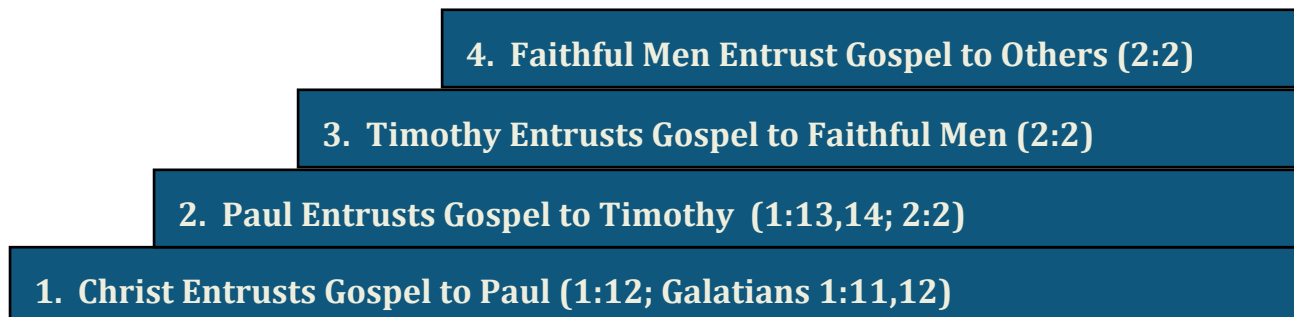 4. Faithful Men Entrust Gospel to Others (2:2)
3. Timothy Entrusts Gospel to Faithful Men (2:2)
2. Paul Entrusts Gospel to Timothy (1:13,14; 2:2)
1. Christ Entrusts Gospel to Paul (1:12; Galatians 1:11,12)